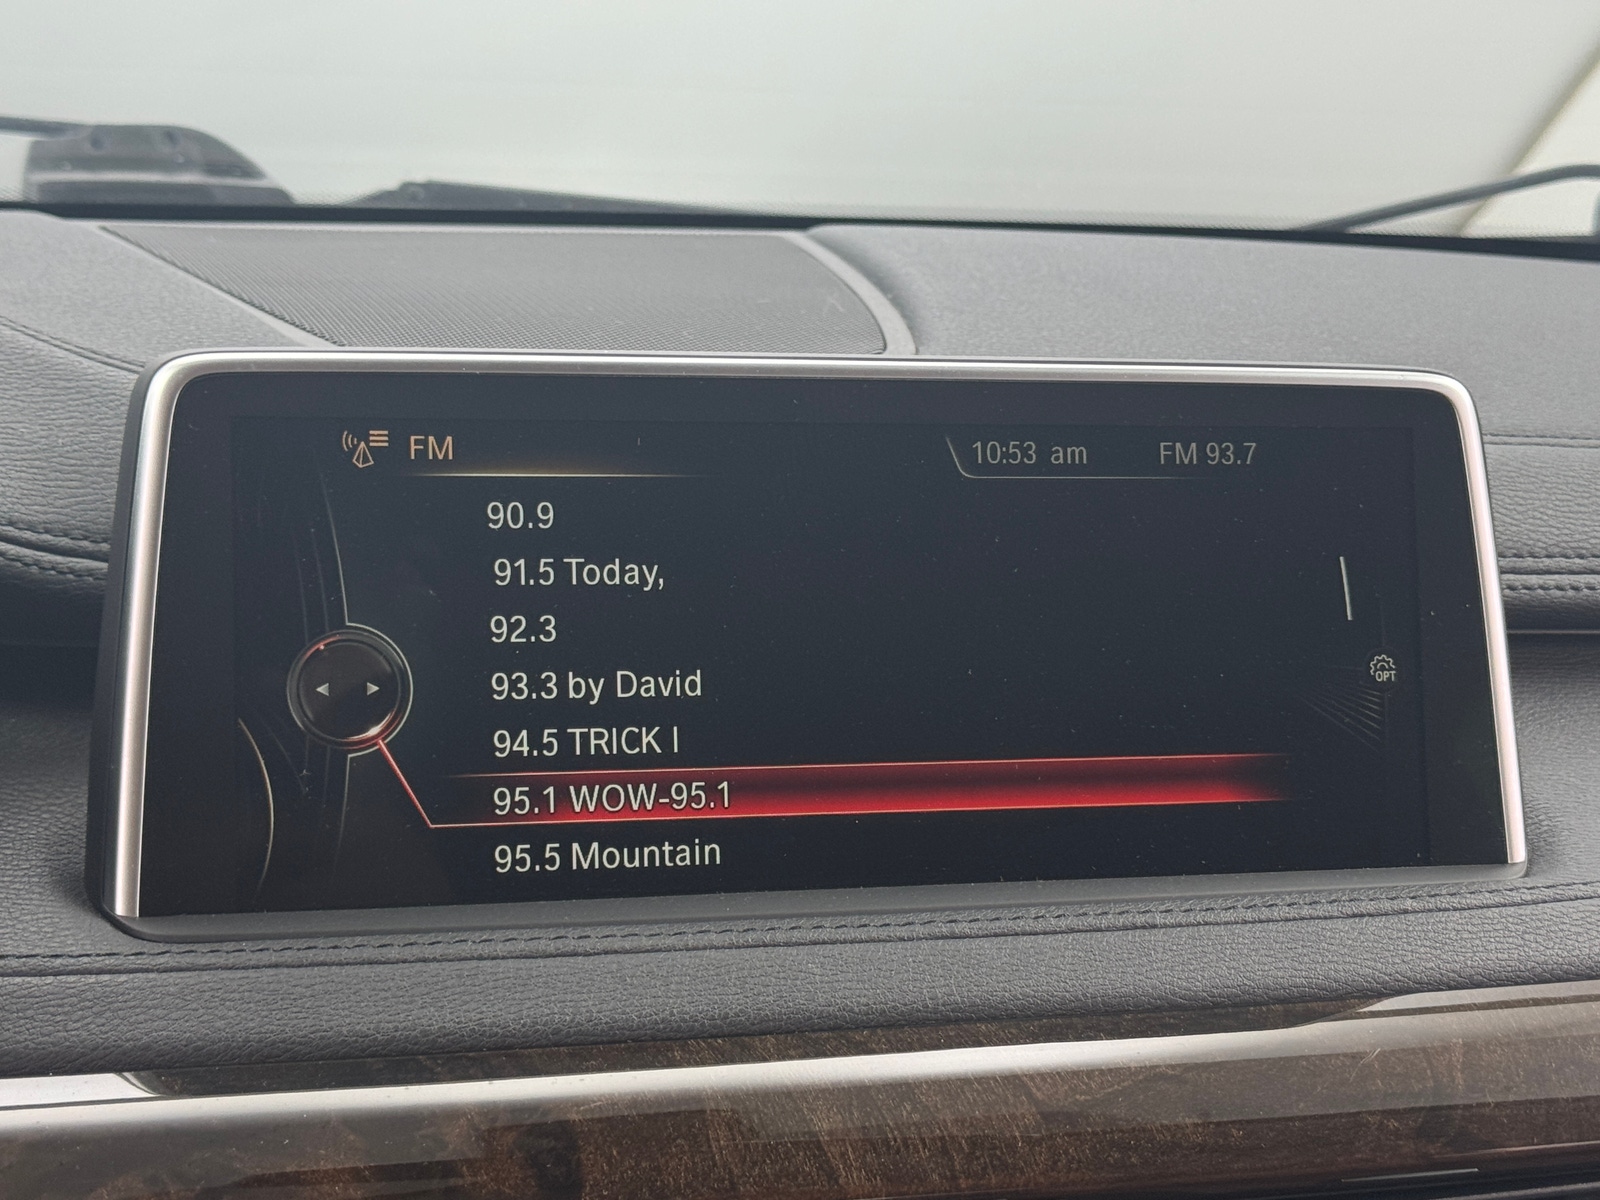 FM
10:53 am FM 93.7
90.9
91.5 Today,
92.3
93.3 by David
94.5 TRICK I
95.1 WOW-95.1
95.5 Mountain
OPT